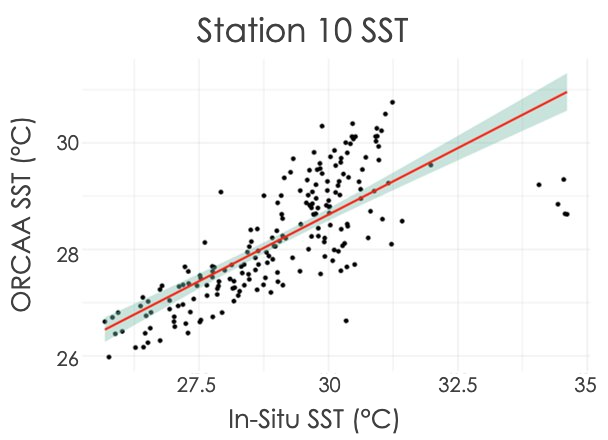 Station 10 SST
ORCAA SST (°C)
30
28
26
27.5 30 32.5 35
In-Situ SST (°C)